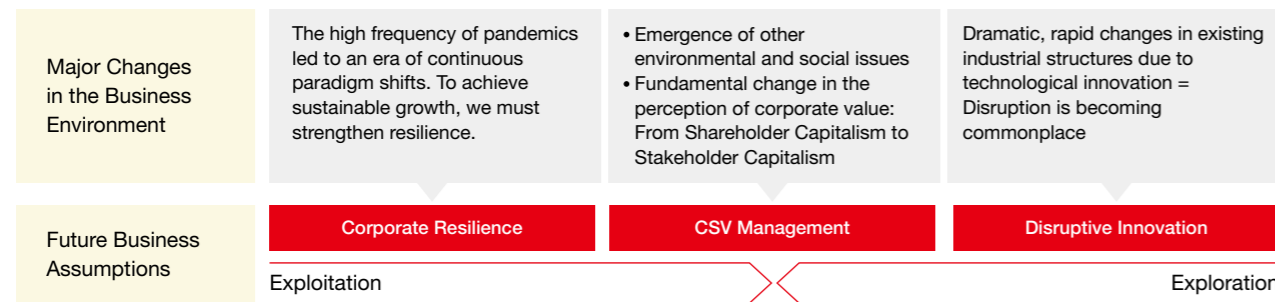 Major Changes
in the Business
Environment
The high frequency of pandemics
led to an era of continuous
paradigm shifts. To achieve
sustainable growth, we must
strengthen resilience.
• Emergence of other
environmental and social issues
• Fundamental change in the
perception of corporate value:
From Shareholder Capitalism to
Stakeholder Capitalism
Dramatic, rapid changes in existing
industrial structures due to
technological innovation =
Disruption is becoming
commonplace
Future Business
Assumptions
Corporate Resilience
CSV Management
Disruptive Innovation
Exploitation
Exploration